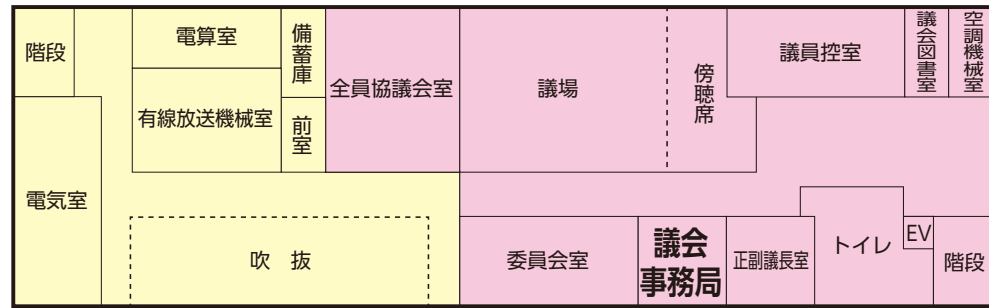 階段
電算室
備蓄庫
全員協議会室
議場
傍聴席
議員控室
議会図書室
空調機械室
有線放送機械室
前室
電気室
吹 抜
委員会室
議会
事務局
正副議長室
トイレ
EV
階段